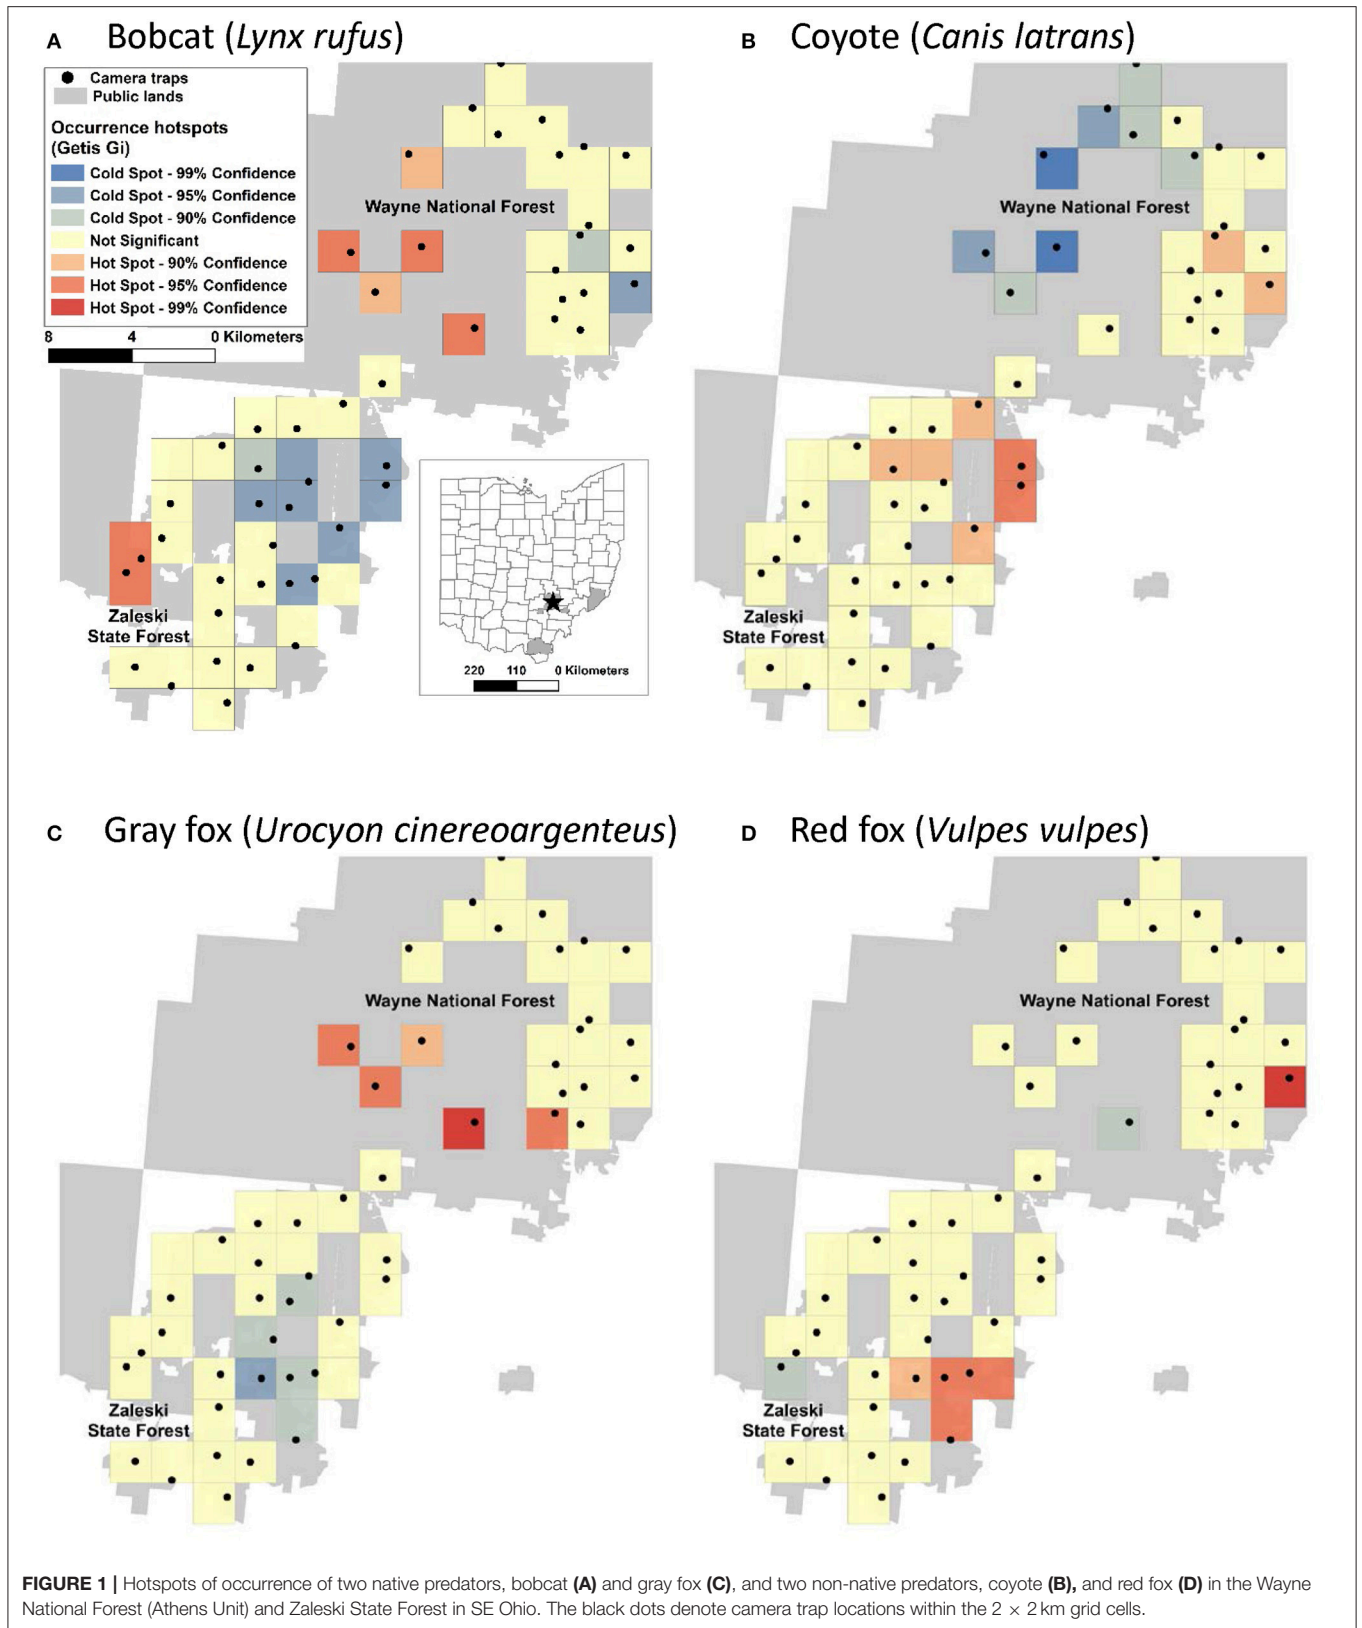 A Bobcat (Lynx rufus)
Camera traps
Public lands
Occurrence hotspots
(Getis Gi)
Cold Spot - 99% Confidence
Cold Spot - 95% Confidence
Cold Spot - 90% Confidence
Not Significant
Hot Spot - 90% Confidence
Hot Spot - 95% Confidence
Hot Spot - 99% Confidence
8 4 0 Kilometers
Wayne National Forest
Zaleski
State Forest
220 110 0 Kilometers
B Coyote (Canis latrans)
Wayne National Forest
Zaleski
State Forest
C Gray fox (Urocyon cinereoargenteus)
Wayne National Forest
Zaleski
State Forest
D Red fox (Vulpes vulpes)
Wayne National Forest
Zaleski
State Forest
FIGURE 1 | Hotspots of occurrence of two native predators, bobcat (A) and gray fox (C), and two non-native predators, coyote (B), and red fox (D) in the Wayne
National Forest (Athens Unit) and Zaleski State Forest in SE Ohio. The black dots denote camera trap locations within the 2 × 2 km grid cells.